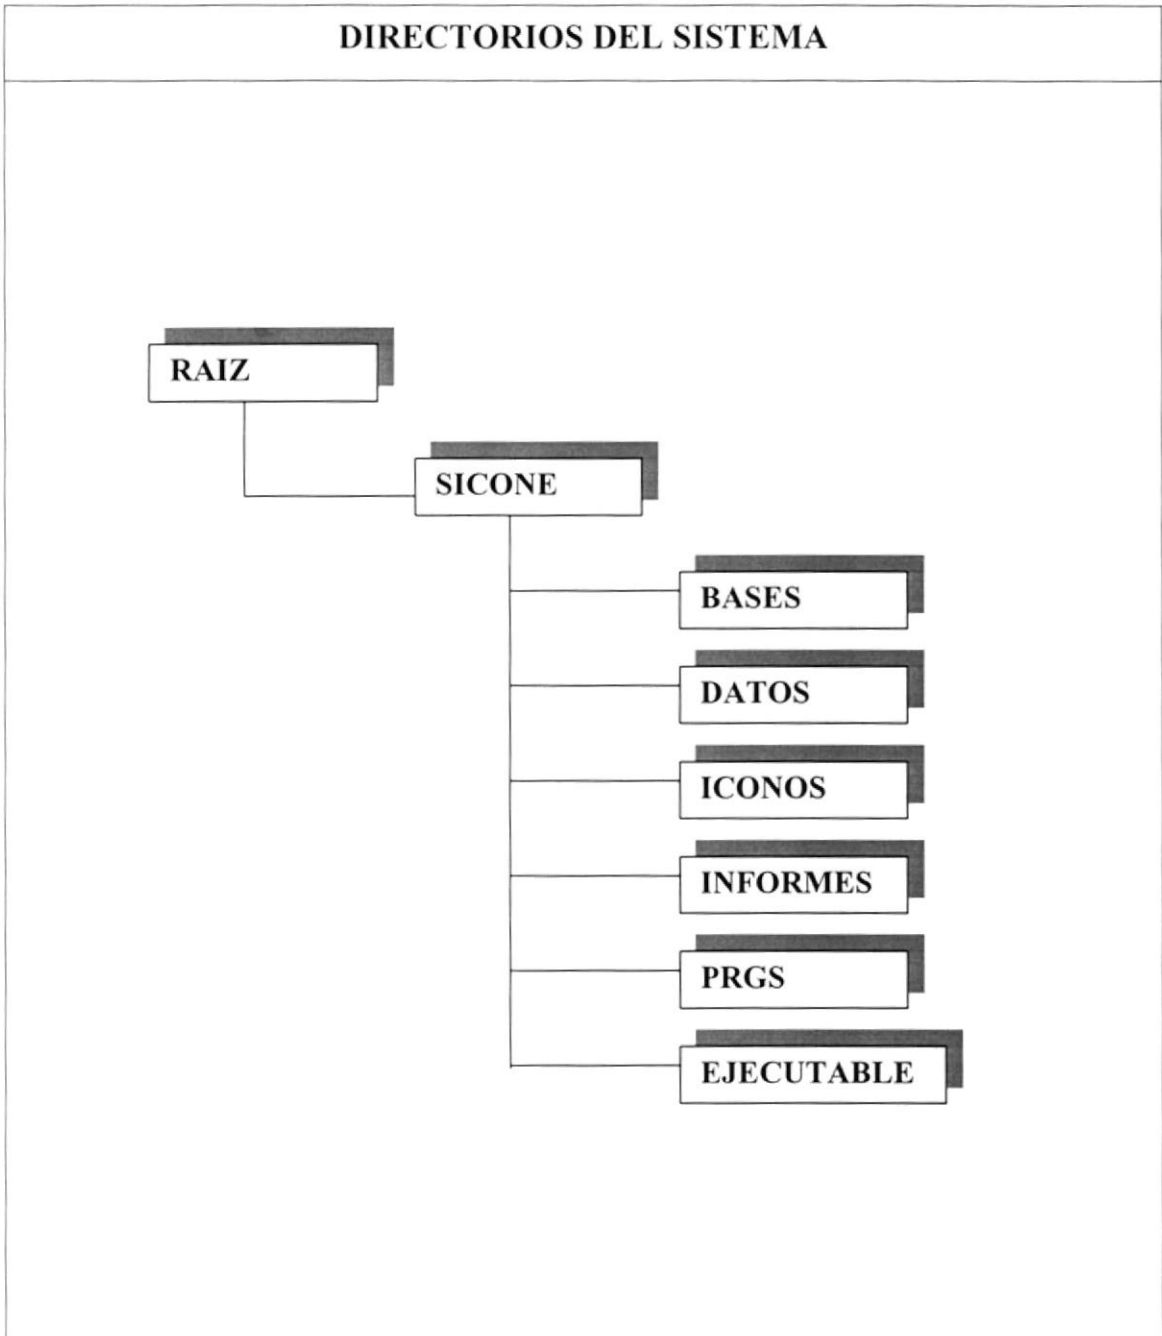 DIRECTORIOS DEL SISTEMA
RAIZ
SICONE
BASES
DATOS
ICONOS
INFORMES
PRGS
EJECUTABLE